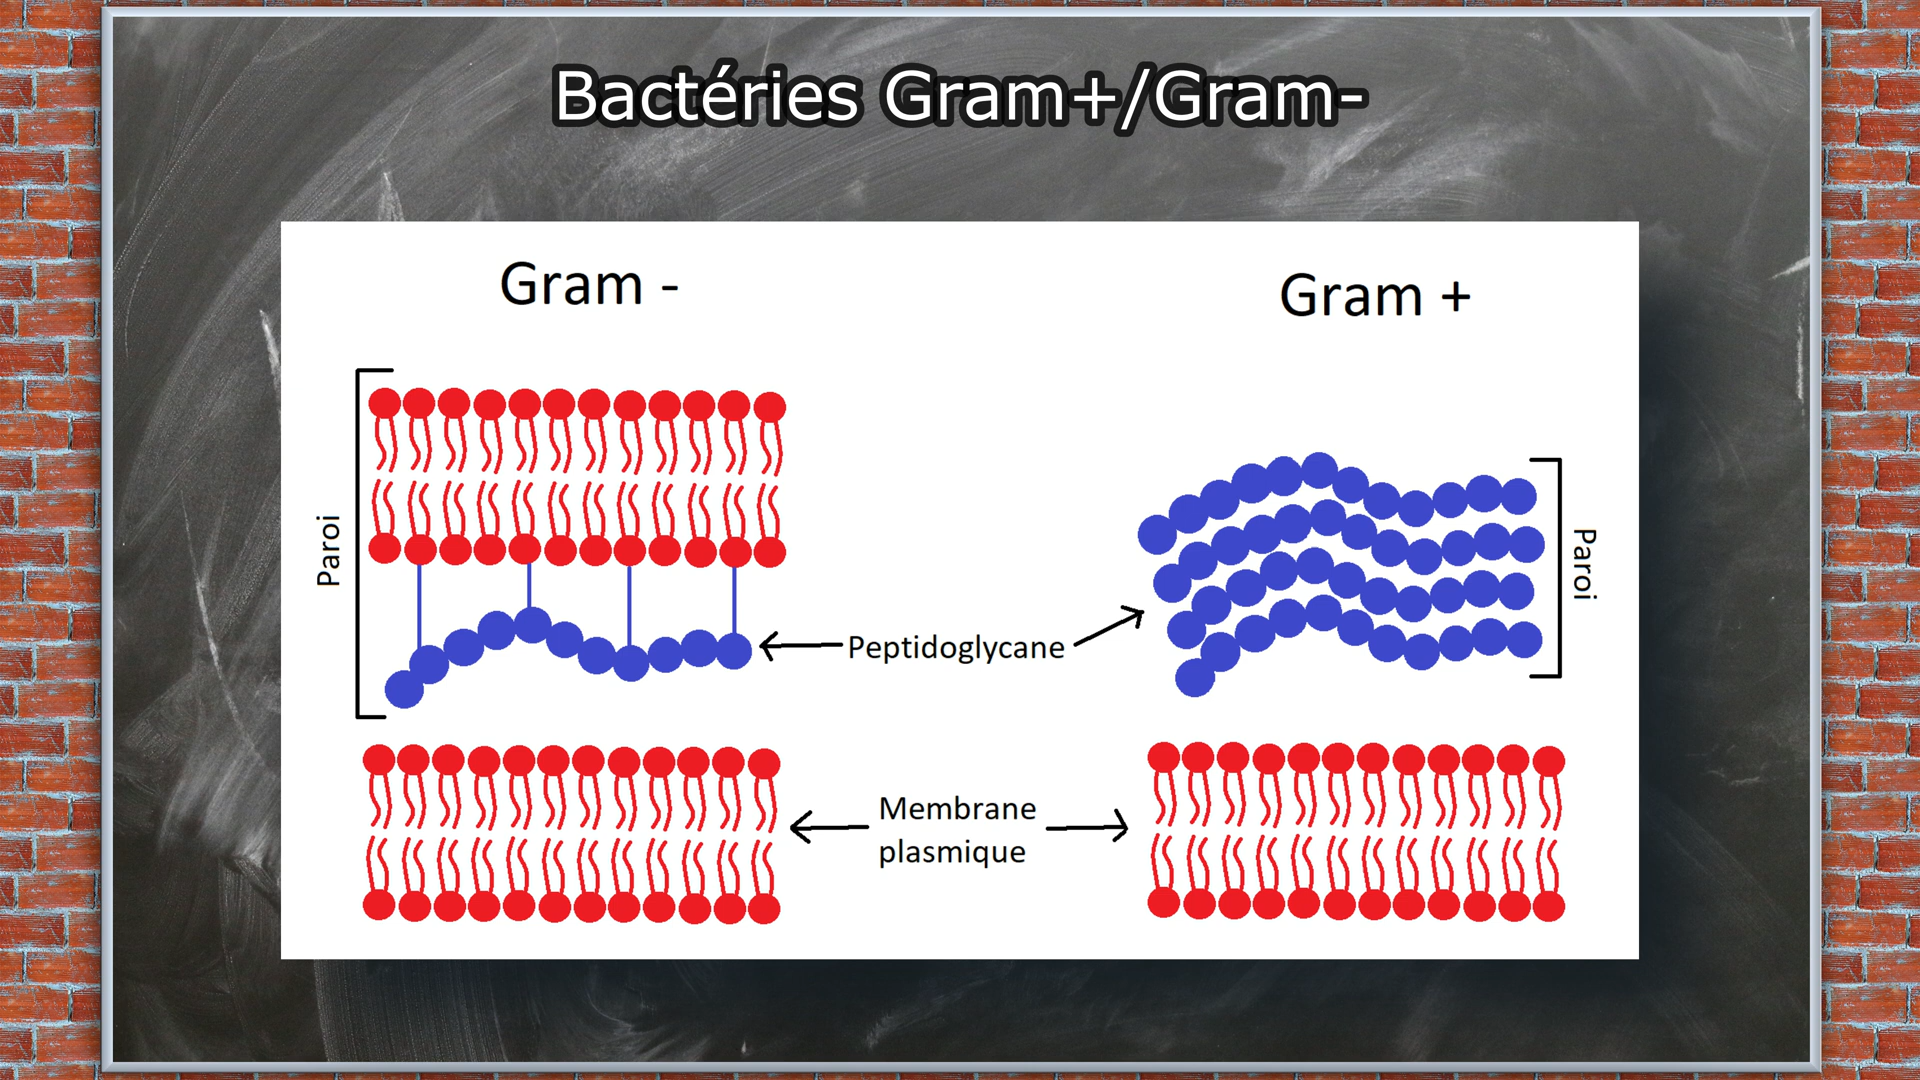 Bactéries Gram+/Gram-
Gram -
Gram +
Paroi
Paroi
Peptidoglycane
Membrane
plasmique